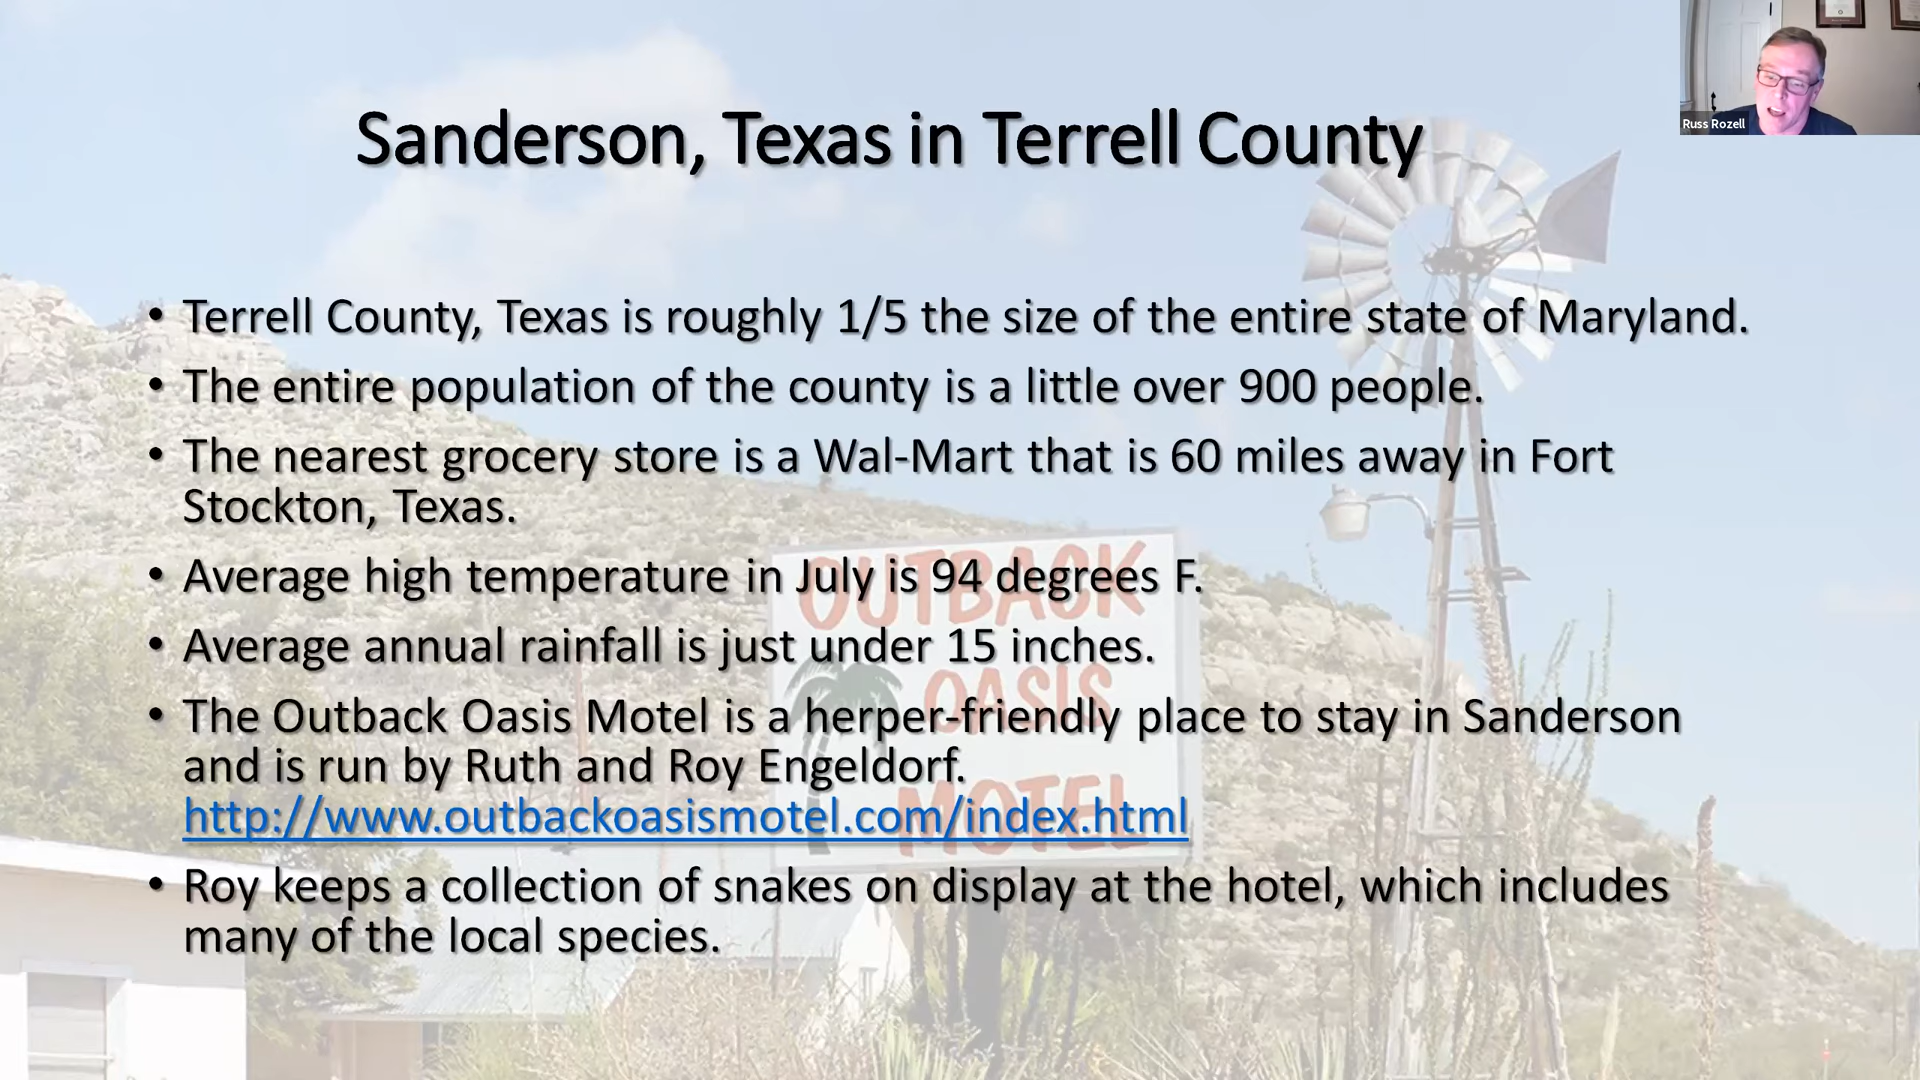 Russ Rozell
Sanderson, Texas in Terrell County
• Terrell County, Texas is roughly 1/5 the size of the entire state of Maryland.
• The entire population of the county is a little over 900 people.
• The nearest grocery store is a Wal-Mart that is 60 miles away in Fort
Stockton, Texas.
• Average high temperature in July is 94 degrees F.
• Average annual rainfall is just under 15 inches.
• The Outback Oasis Motel is a herper-friendly place to stay in Sanderson
and is run by Ruth and Roy Engeldorf.
http://www.outbackoasismotel.com/index.html
• Roy keeps a collection of snakes on display at the hotel, which includes
many of the local species.
OUTBACK
OASIS
MOTEL